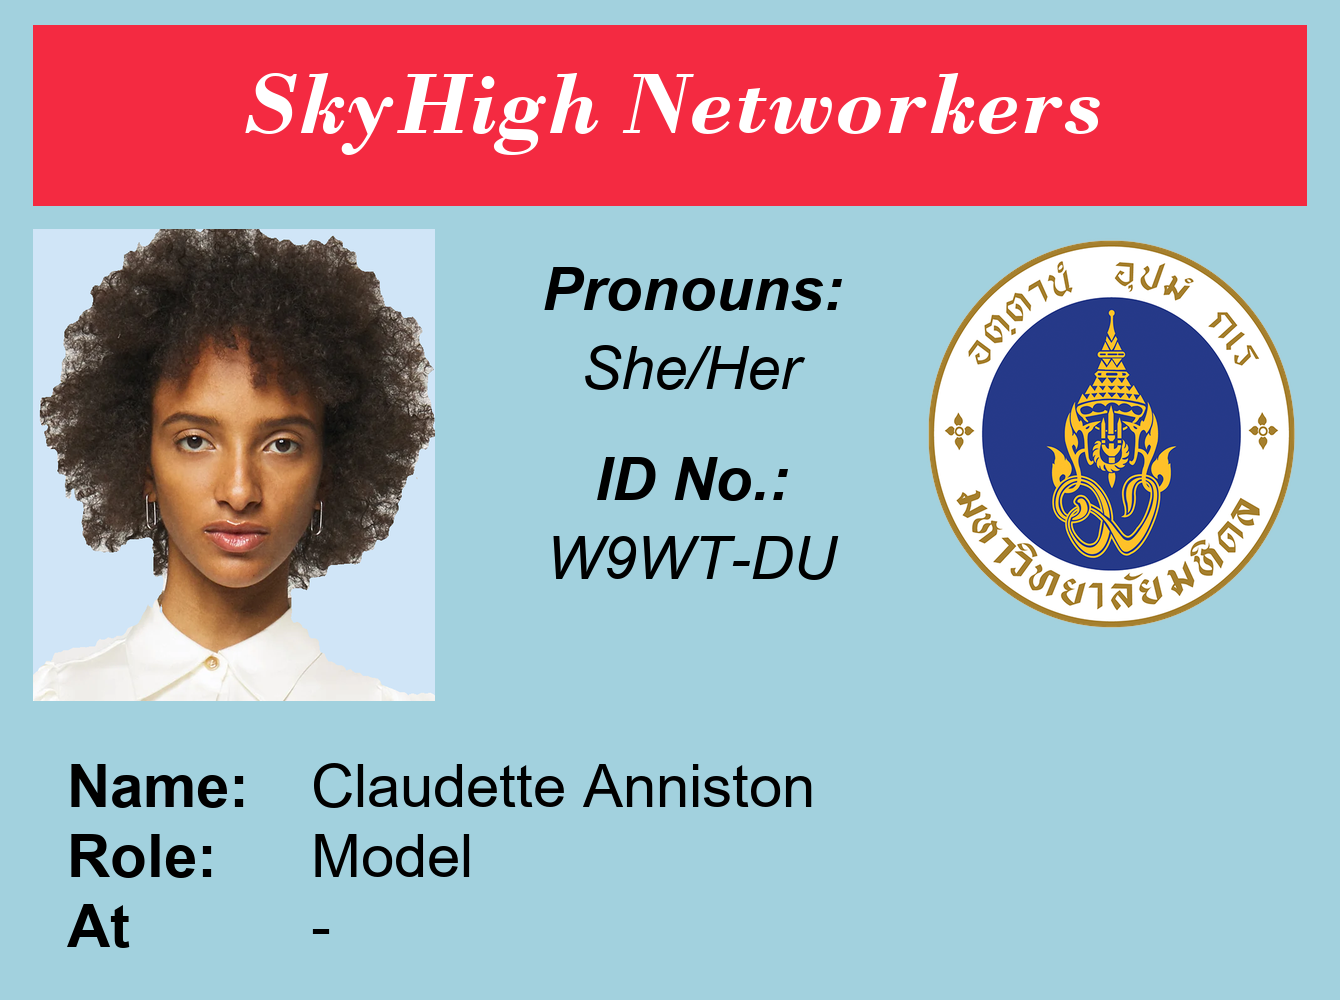 SkyHigh Networkers
Pronouns:
She/Her
ID No.:
W9WT-DU
อตฺตานํ อุปมํ กเร
มหาวิทยาลัยมหิดล
Name: Claudette Anniston
Role: Model
At -